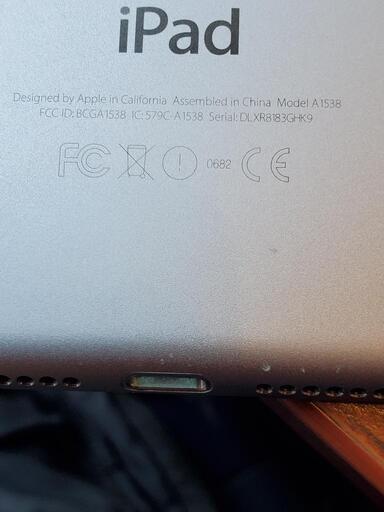 iPad
Designed by Apple in California Assembled in China Model A1538
FCC ID: BCGA1538 IC: 579C-A1538 Serial: DLXR8183GHK9
FC 0682 CE